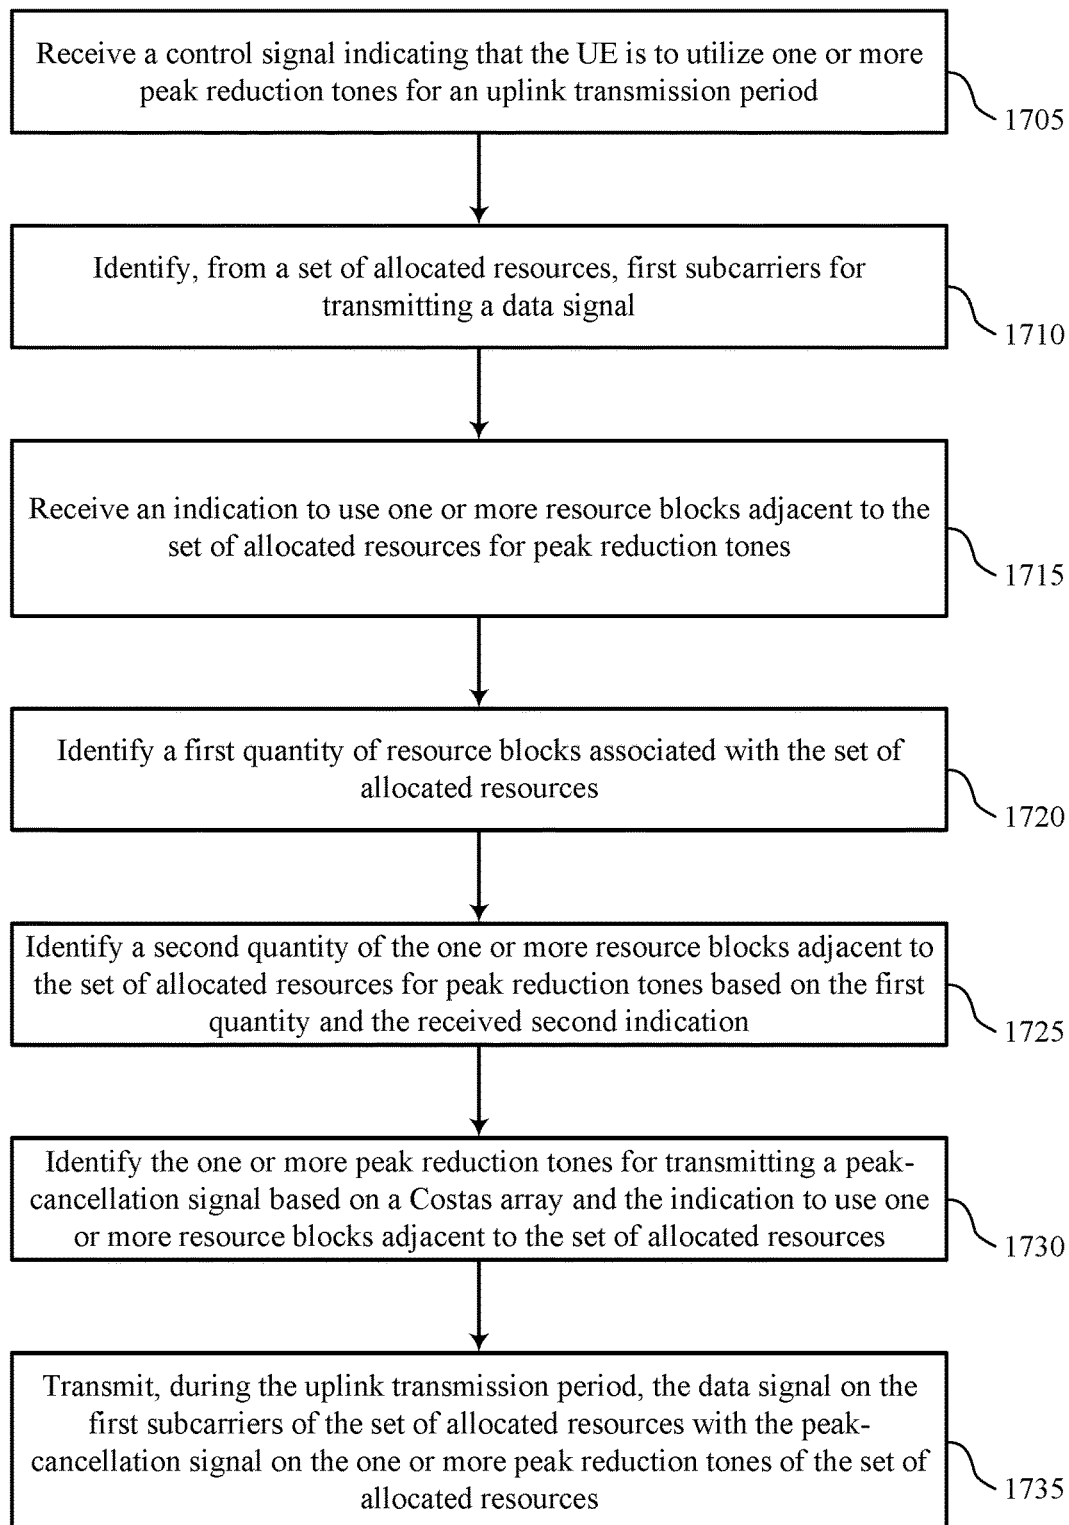 Receive a control signal indicating that the UE is to utilize one or more
peak reduction tones for an uplink transmission period
1705
Identify, from a set of allocated resources, first subcarriers for
transmitting a data signal
1710
Receive an indication to use one or more resource blocks adjacent to the
set of allocated resources for peak reduction tones
1715
Identify a first quantity of resource blocks associated with the set of
allocated resources
1720
Identify a second quantity of the one or more resource blocks adjacent to
the set of allocated resources for peak reduction tones based on the first
quantity and the received second indication
1725
Identify the one or more peak reduction tones for transmitting a peak-
cancellation signal based on a Costas array and the indication to use one
or more resource blocks adjacent to the set of allocated resources
1730
Transmit, during the uplink transmission period, the data signal on the
first subcarriers of the set of allocated resources with the peak-
cancellation signal on the one or more peak reduction tones of the set of
allocated resources
1735